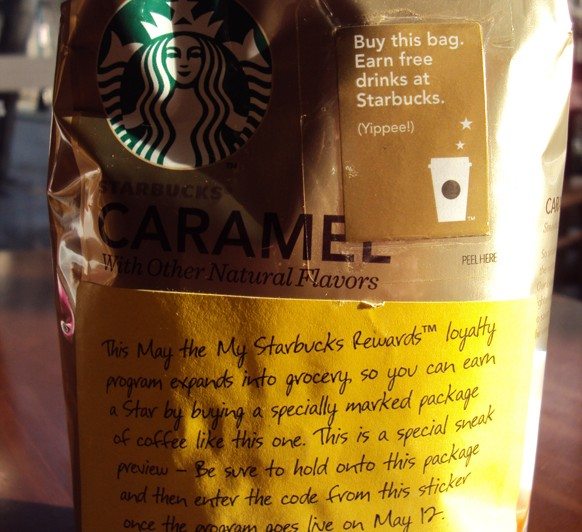 Buy this bag.
Earn free
drinks at
Starbucks.
(Yippee!)
STARBUCKS
CARAMEL
With Other Natural Flavors
PEEL HERE
CAR
This May the My Starbucks Rewards™ loyalty
program expands into grocery, so you can earn
a Star by buying a specially marked package
of coffee like this one. This is a special sneak
preview – Be sure to hold onto this package
and then enter the code from this sticker
once the program goes live on May 17.